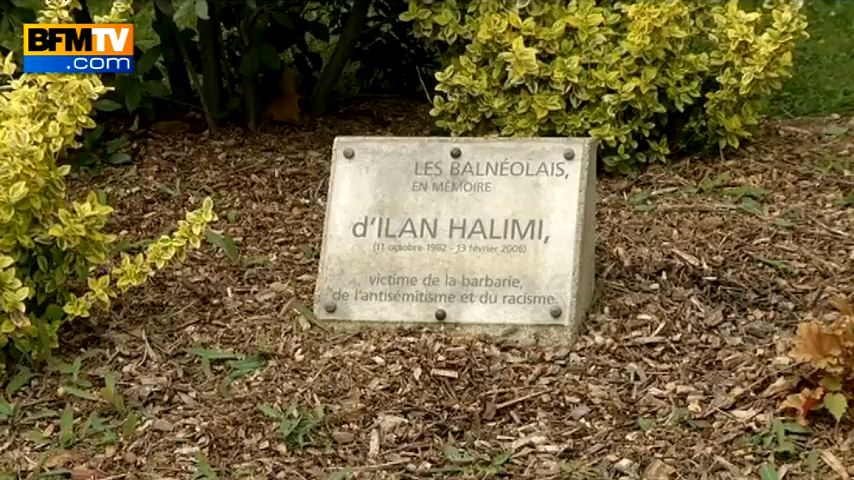 BFMTV
.com
LES BALNÉOLAIS,
EN MÉMOIRE
d'ILAN HALIMI,
(11 octobre 1982 - 13 février 2006)
victime de la barbarie,
de l'antisémitisme et du racisme.